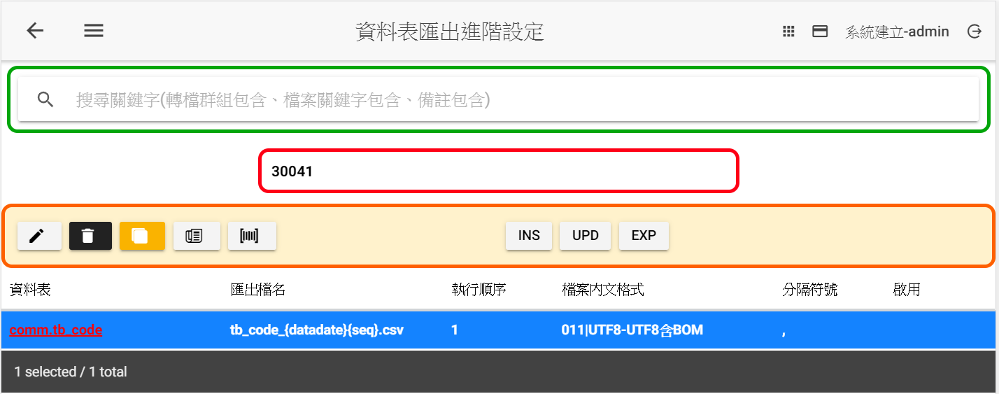 資料表匯出進階設定
系統建立-admin
搜尋關鍵字(轉檔群組包含、檔案關鍵字包含、備註包含)
30041
INS UPD EXP
資料表 匯出檔名 執行順序 檔案内文格式 分隔符號 啟用
comm.tb_code tb_code_{datadate}{seq}.csv 1 011|UTF8-UTF8含BOM ,
1 selected / 1 total